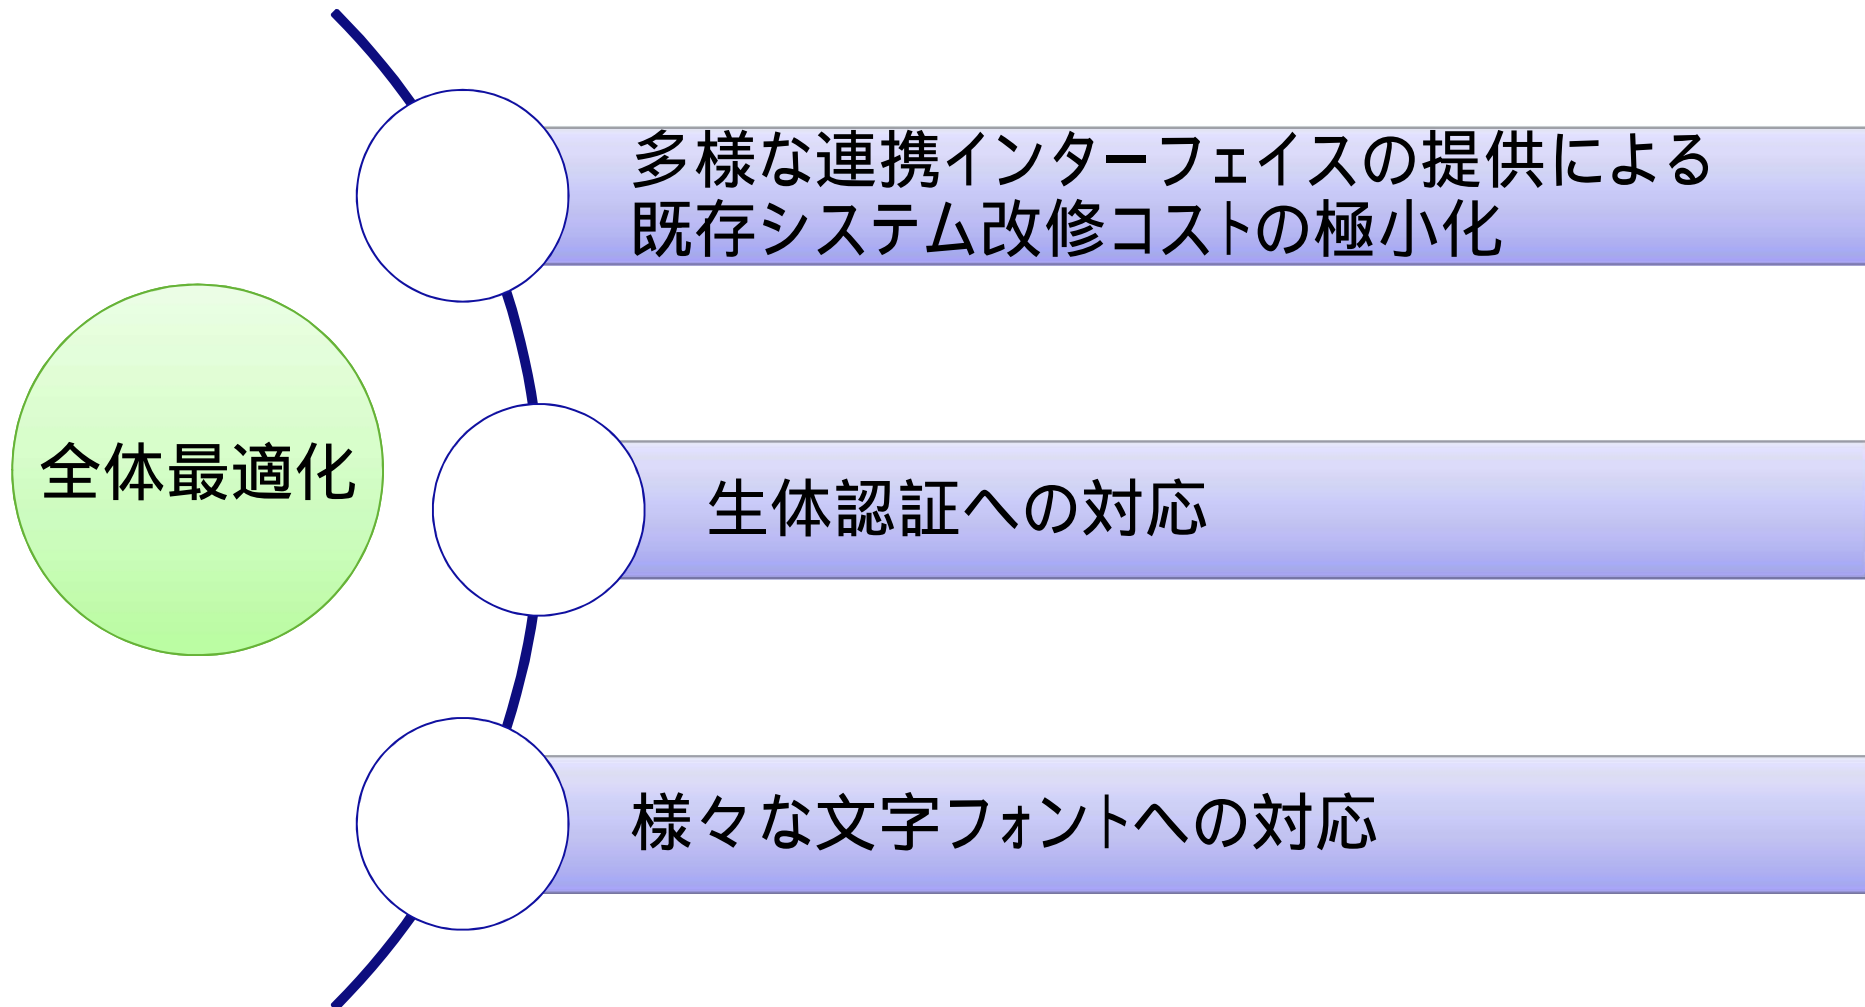 全体最適化
多様な連携インターフェイスの提供による
既存システム改修コストの極小化
生体認証への対応
様々な文字フォントへの対応